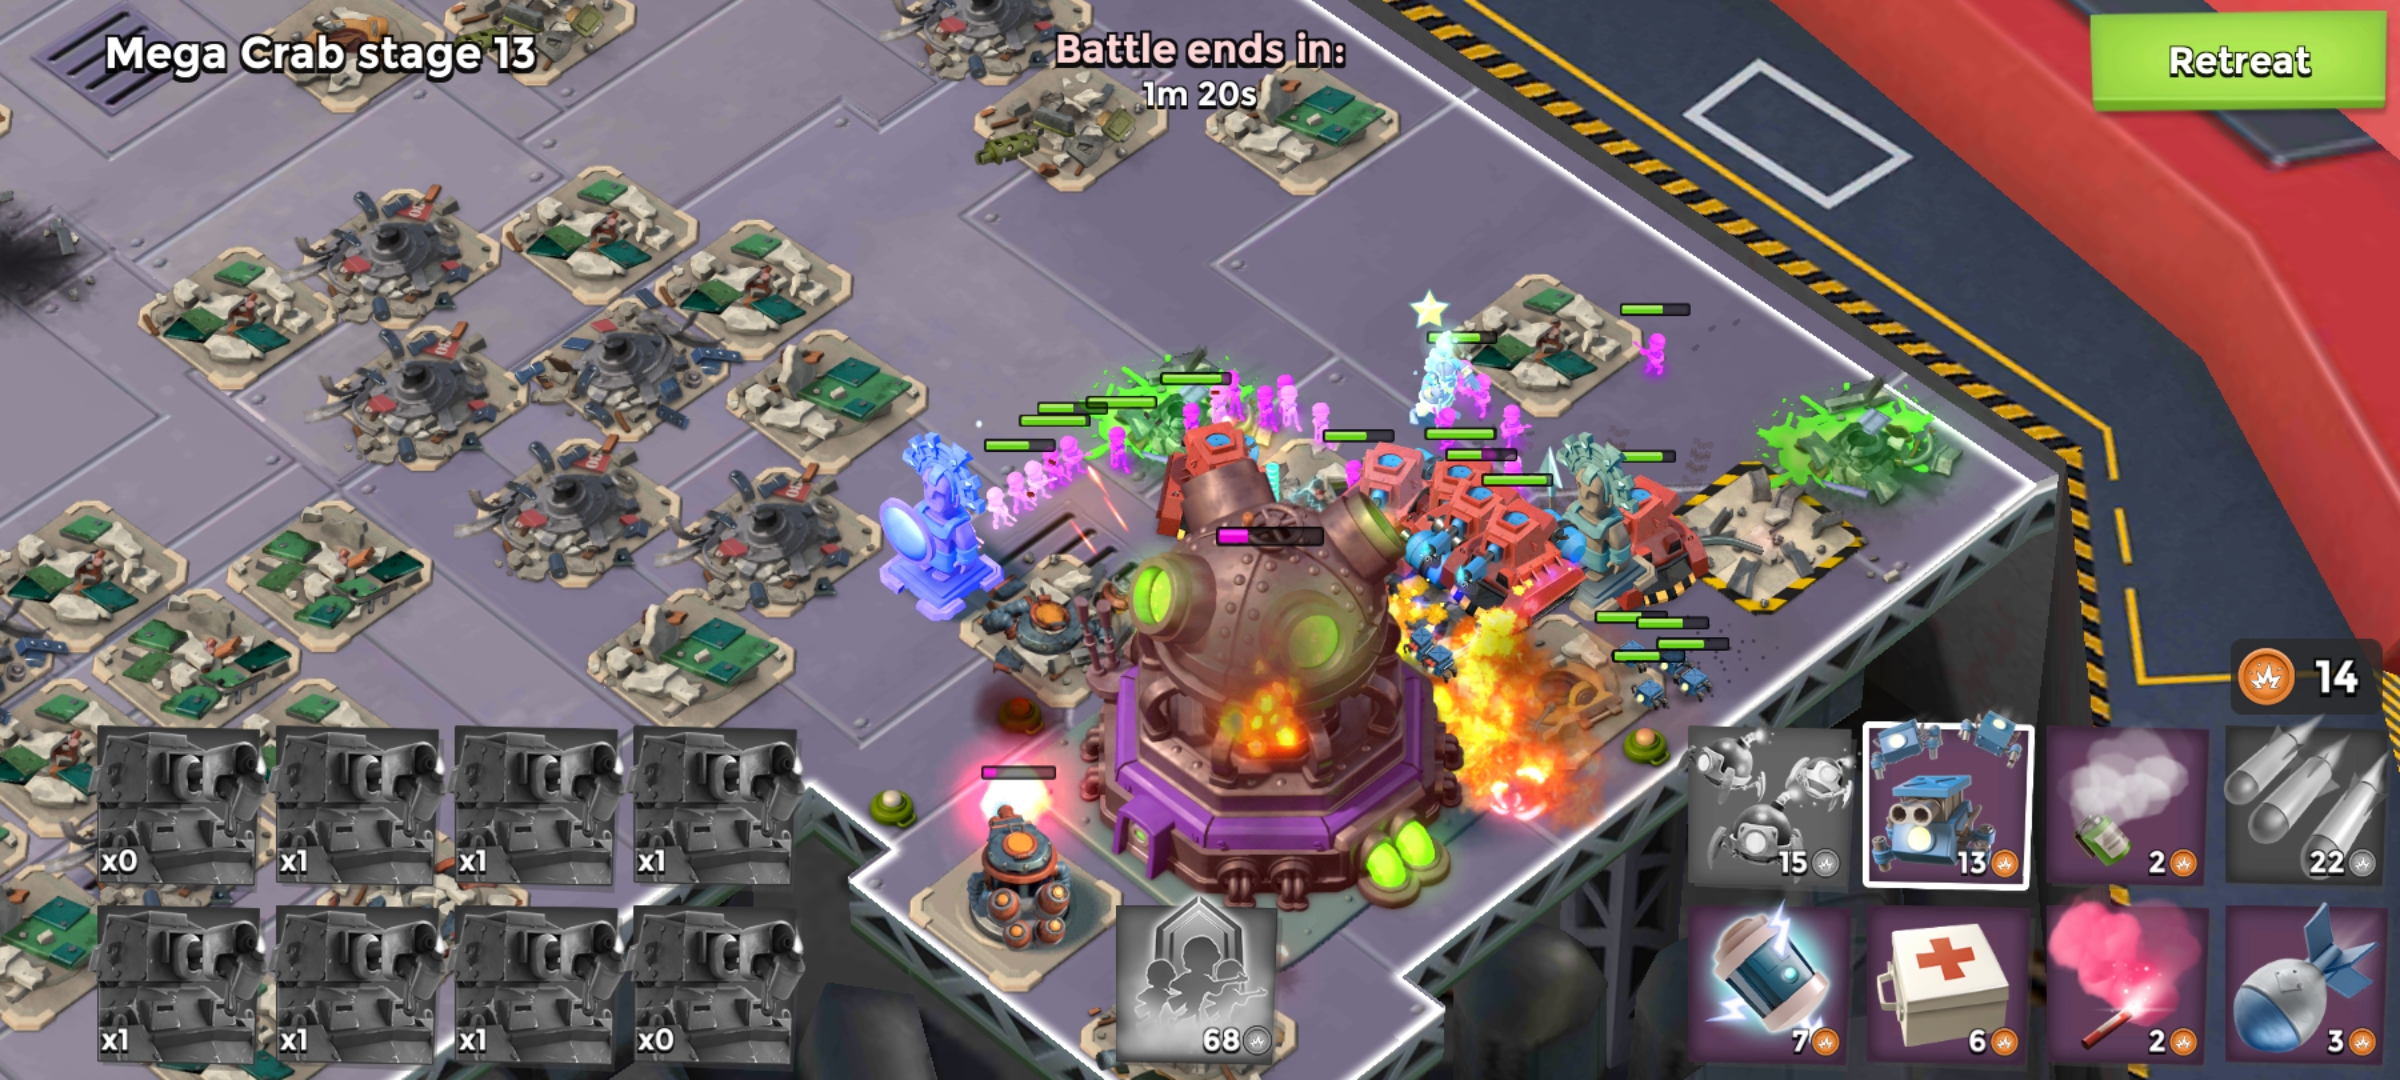 Mega Crab stage 13
Battle ends in:
1m 20s
Retreat
14
x0
x1
x1
x1
15
13
2
22
x1
x1
x1
x0
68
7
6
2
3